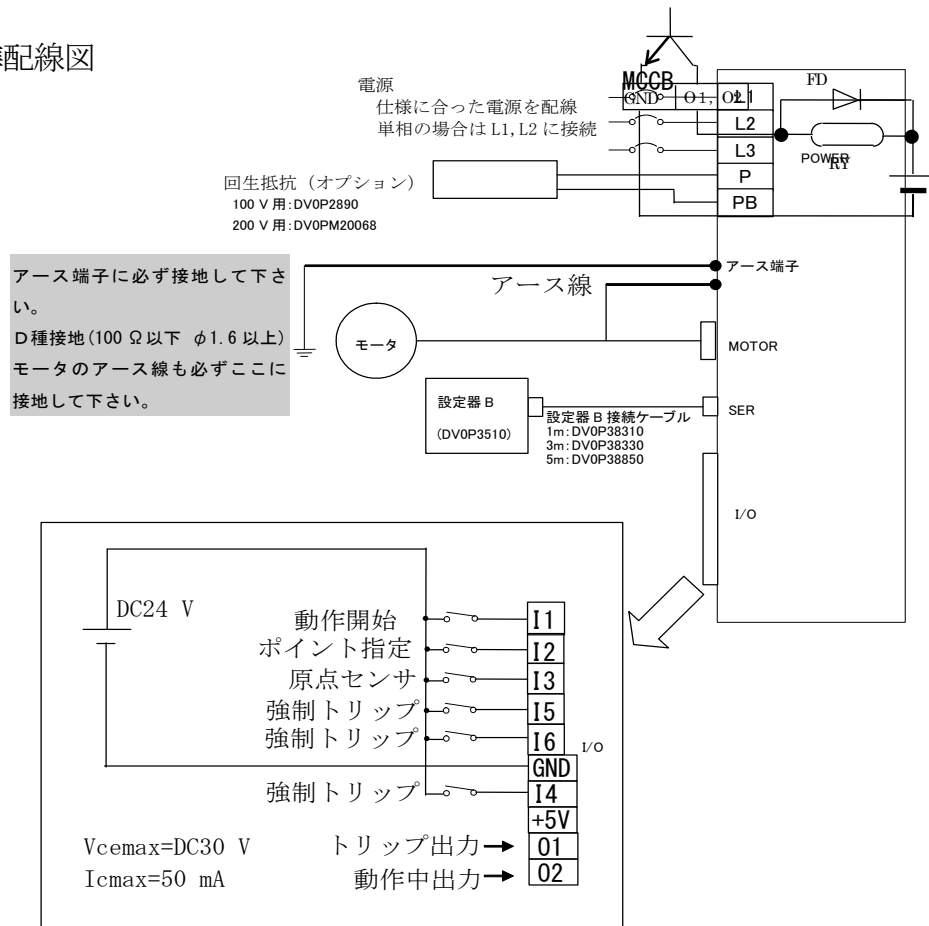 配線図
電源
仕様に合った電源を配線
単相の場合は L1, L2 に接続
MCCB
GND O1, O2
L1
L2
L3
P
PB
FD
POWER
RY
回生抵抗 (オプション)
100 V 用:DV0P2890
200 V 用:DV0PM20068
アース端子に必ず接地して下さ
い。
D種接地(100 Ω以下 φ1.6 以上)
モータのアース線も必ずここに
接地して下さい。
アース線
アース端子
モータ
MOTOR
設定器 B
(DV0P3510)
設定器 B 接続ケーブル
1m:DV0P38310
3m:DV0P38330
5m:DV0P38850
SER
I/O
DC24 V
動作開始 I1
ポイント指定 I2
原点センサ I3
強制トリップ I5
強制トリップ I6
I/O
GND
強制トリップ I4
+5V
Vcemax=DC30 V
トリップ出力 O1
Icmax=50 mA
動作中出力 O2